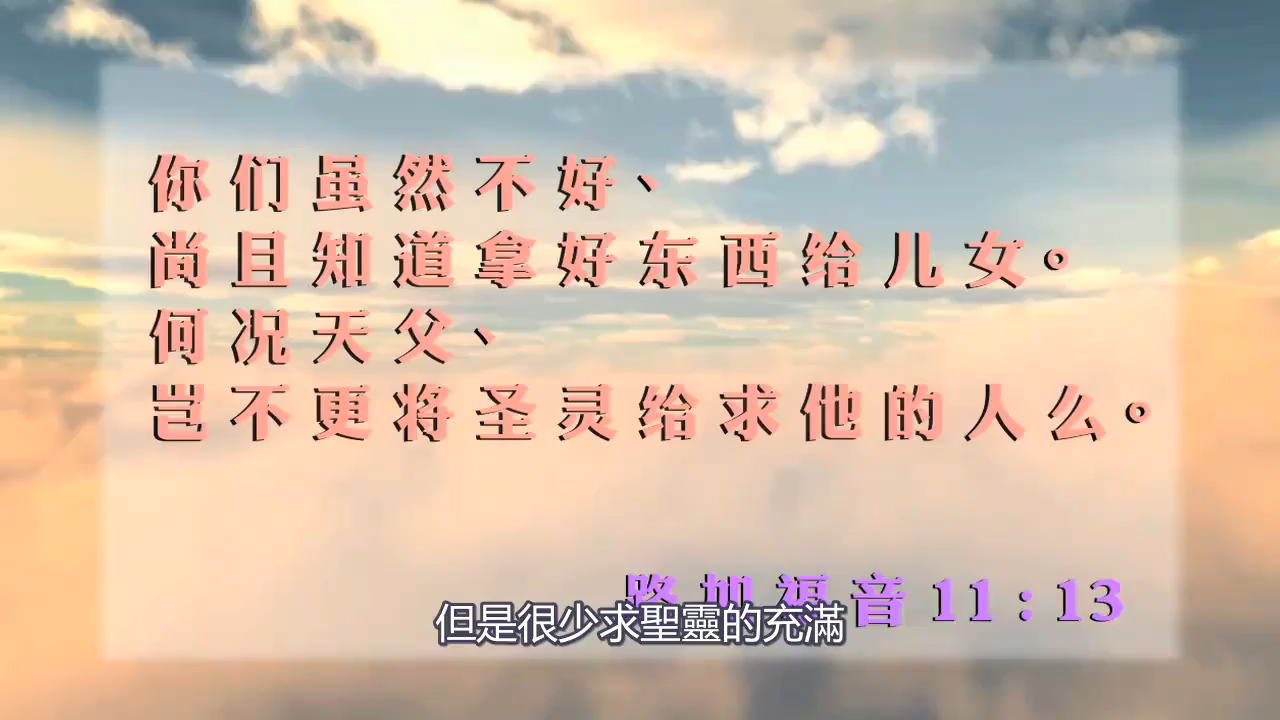 你们虽然不好、
尚且知道拿好东西给儿女。
何况天父、
岂不更将圣灵给求他的人么。
路加福音11:13
但是很少求聖靈的充滿